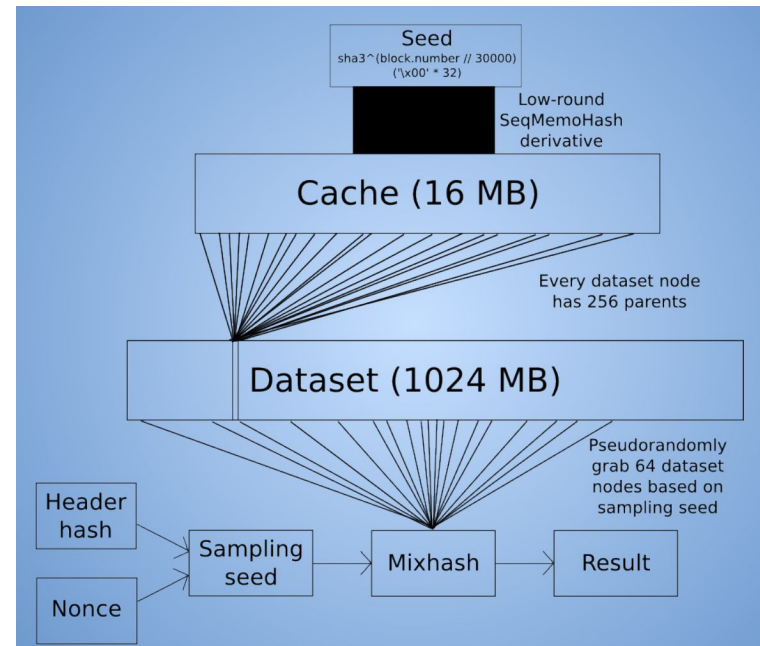 Seed
sha3^(block.number // 30000)
('\x00' * 32)
Low-round
SeqMemoHash
derivative
Cache (16 MB)
Every dataset node
has 256 parents
Dataset (1024 MB)
Pseudorandomly
grab 64 dataset
nodes based on
sampling seed
Header
hash
Sampling
seed
Mixhash
Result
Nonce